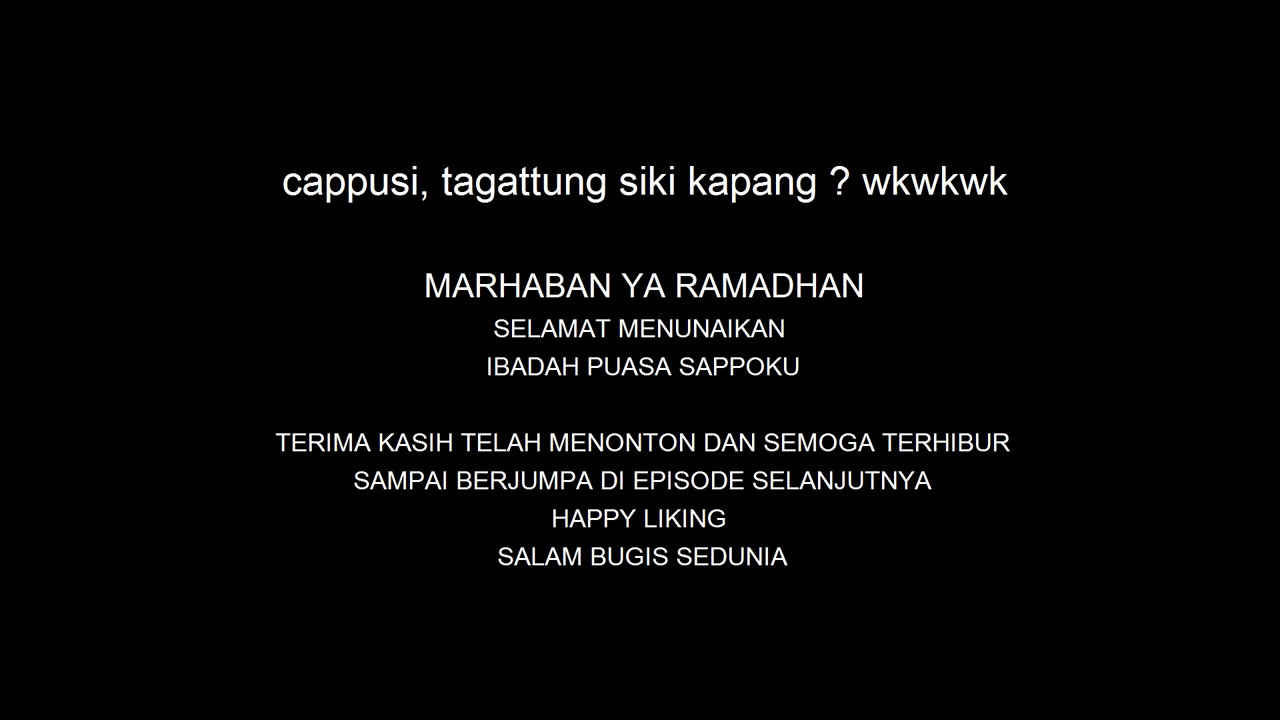 cappusi, tagattung siki kapang ? wkwkwk
MARHABAN YA RAMADHAN
SELAMAT MENUNAIKAN
IBADAH PUASA SAPPOKU
TERIMA KASIH TELAH MENONTON DAN SEMOGA TERHIBUR
SAMPAI BERJUMPA DI EPISODE SELANJUTNYA
HAPPY LIKING
SALAM BUGIS SEDUNIA